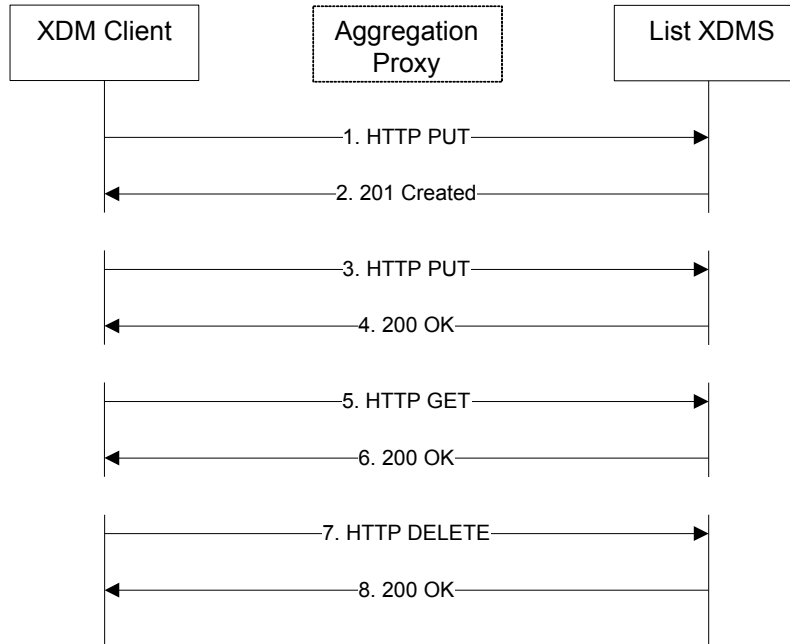 XDM Client
Aggregation
Proxy
List XDMS
1. HTTP PUT
2. 201 Created
3. HTTP PUT
4. 200 OK
5. HTTP GET
6. 200 OK
7. HTTP DELETE
8. 200 OK